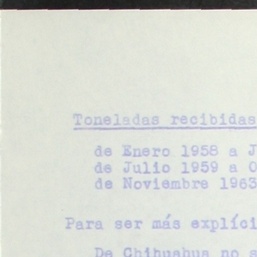 Toneladas recibidas
de Enero 1958 a J
de Julio 1959 a O
de Noviembre 1963
Para ser más explíci
De Chihuahua no s